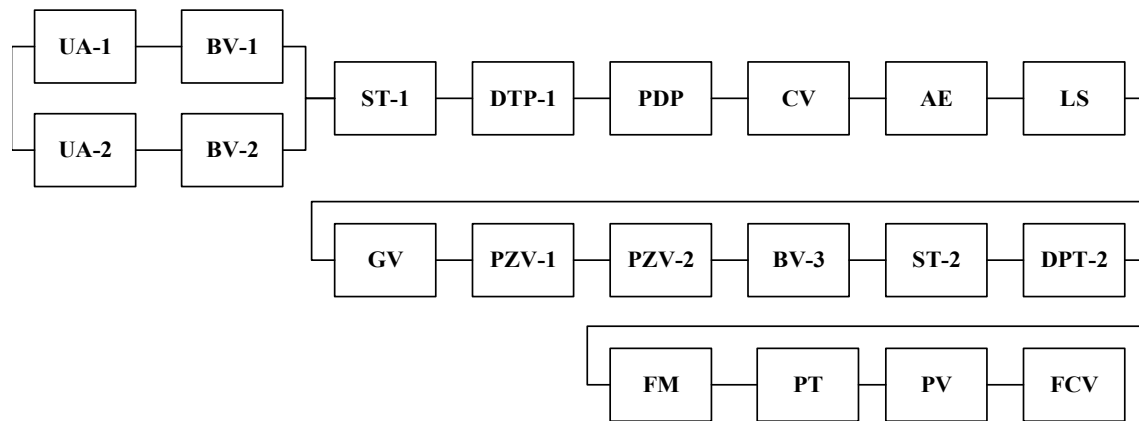 UA-1
BV-1
UA-2
BV-2
ST-1
DTP-1
PDP
CV
AE
LS
GV
PZV-1
PZV-2
BV-3
ST-2
DPT-2
FM
PT
PV
FCV